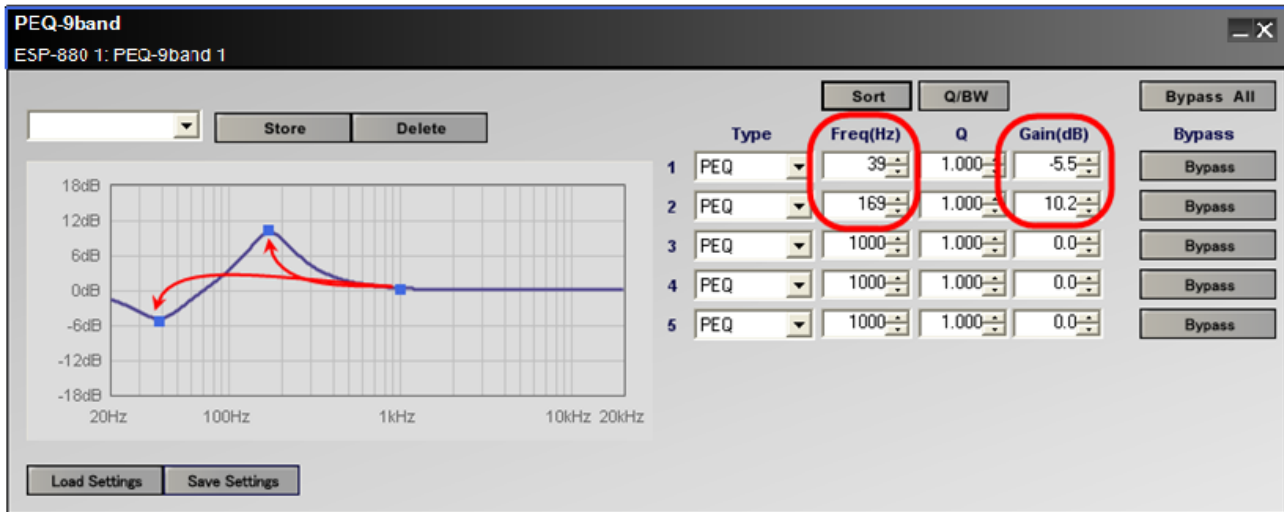 PEQ-9band
ESP-880 1: PEQ-9band 1
Sort Q/BW Bypass All
Store Delete
Type Freq(Hz) Q Gain(dB) Bypass
1 PEQ 39 1.000 -5.5 Bypass
2 PEQ 169 1.000 10.2 Bypass
3 PEQ 1000 1.000 0.0 Bypass
4 PEQ 1000 1.000 0.0 Bypass
5 PEQ 1000 1.000 0.0 Bypass
18dB
12dB
6dB
0dB
-6dB
-12dB
-18dB
20Hz 100Hz 1kHz 10kHz 20kHz
Load Settings Save Settings